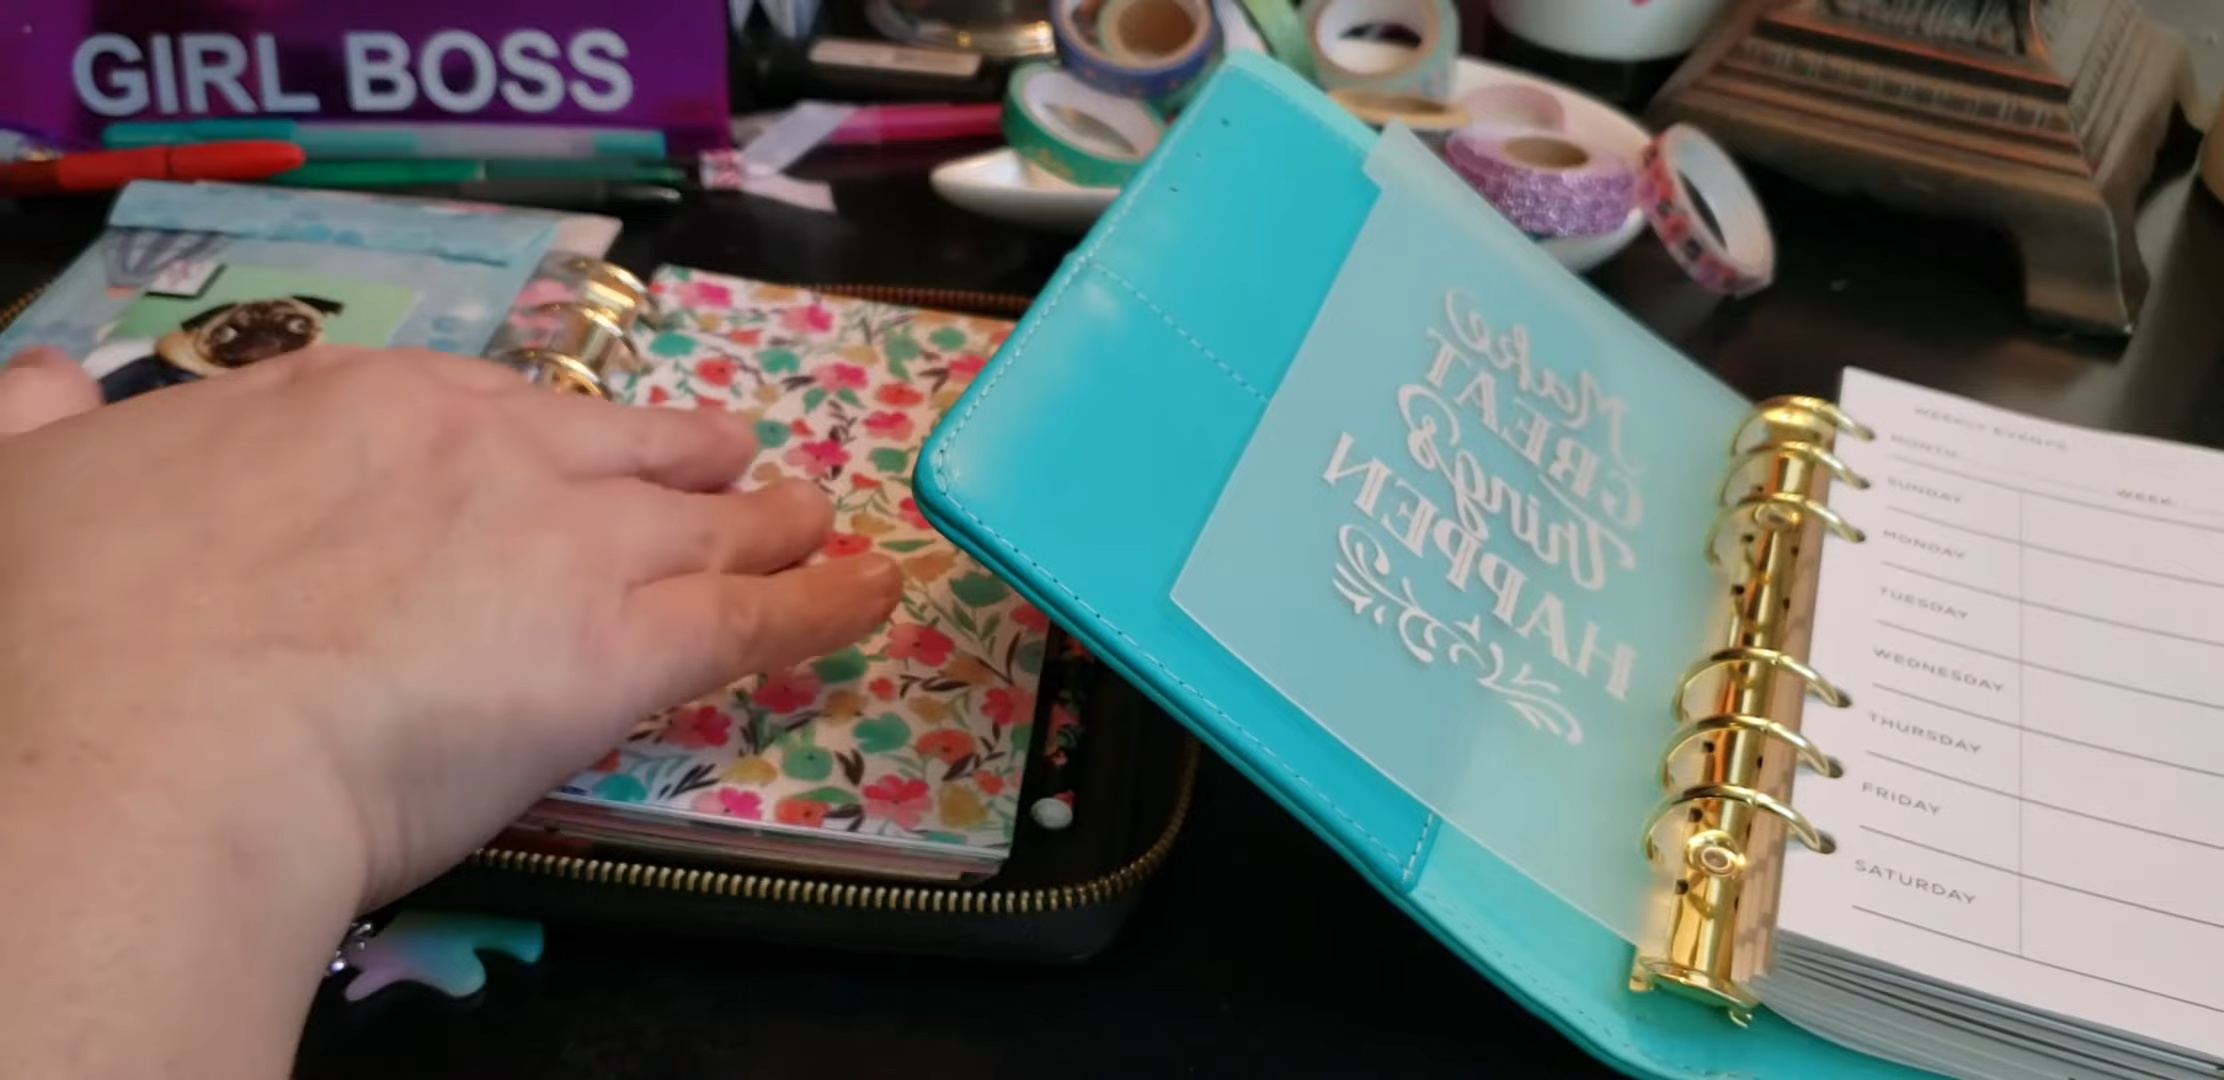 GIRL BOSS
Make
GREAT
things
HAPPEN
WEEKLY EVENTS
MONTH:
WEEK:
SUNDAY
MONDAY
TUESDAY
WEDNESDAY
THURSDAY
FRIDAY
SATURDAY